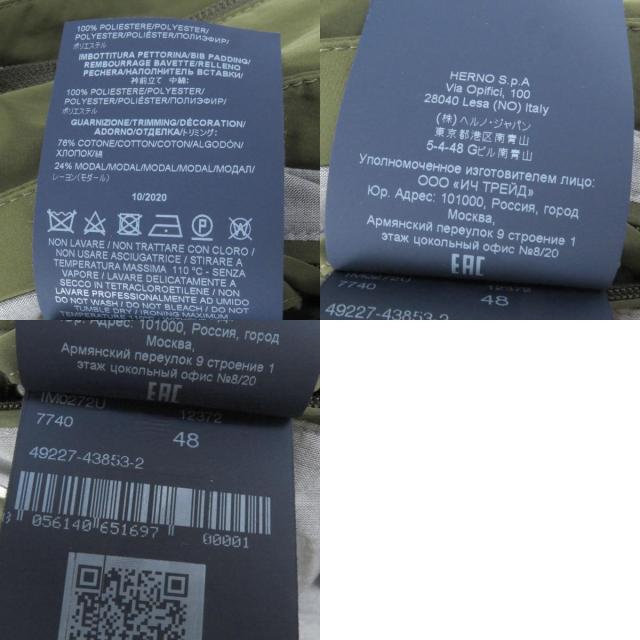 100% POLIESTERE/POLYESTER/
POLYESTER/POLIÉSTER/ПОЛИЭФИР/
ポリエステル
IMBOTTITURA PETTORINA/BIB PADDING/
REMBOURRAGE BAVETTE/RELLENO
PECHERA/НАПОЛНИТЕЛЬ ВСТАВКИ/
衿前立て 中綿:
100% POLIESTERE/POLYESTER/
POLYESTER/POLIÉSTER/ПОЛИЭФИР/
ポリエステル
GUARNIZIONE/TRIMMING/DÉCORATION/
ADORNO/ОТДЕЛКА/トリミング:
76% COTONE/COTTON/COTON/ALGODÓN/
ХЛОПОК/綿
24% MODAL/MODAL/MODAL/MODAL/МОДАЛ/
レーヨン(モダール)
10/2020
NON LAVARE / NON TRATTARE CON CLORO /
NON USARE ASCIUGATRICE / STIRARE A
TEMPERATURA MASSIMA 110 °C - SENZA
VAPORE / LAVARE DELICATAMENTE A
SECCO IN TETRACLOROETILENE / NON
LAVARE PROFESSIONALMENTE AD UMIDO
DO NOT WASH / DO NOT BLEACH / DO NOT
TUMBLE DRY / IRONING MAXIMUM
HERNO S.p.A
Via Opifici, 100
28040 Lesa (NO) Italy
(株) ヘルノ・ジャパン
東京都港区南青山
5-4-48 Gビル南青山
Уполномоченное изготовителем лицо:
ООО «ИЧ ТРЕЙД»
Юр. Адрес: 101000, Россия, город
Москва,
Армянский переулок 9 строение 1
этаж цокольный офис №8/20
EAC
IM0272U 12372
7740
48
49227-43853-2
Юр. Адрес: 101000, Россия, город
Москва,
Армянский переулок 9 строение 1
этаж цокольный офис №8/20
EAC
IM0272U 12372
7740
48
49227-43853-2
8 056140 651697 00001